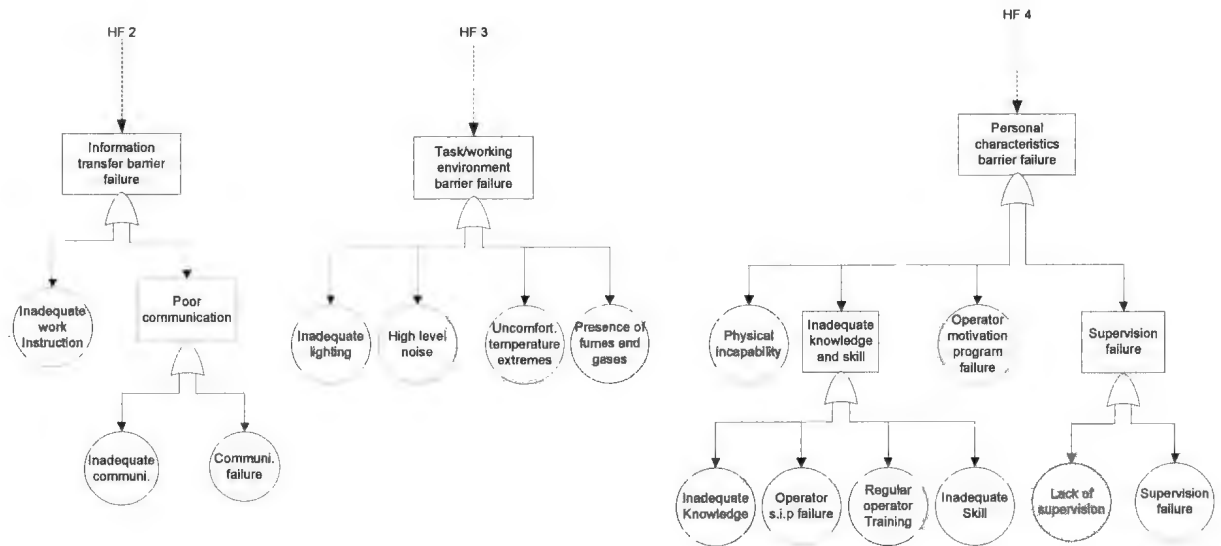 HF 2
Information
transfer barrier
failure
Inadequate
work
Instruction
Poor
communication
Inadequate
communi.
Communi.
failure
HF 3
Task/working
environment
barrier failure
Inadequate
lighting
High level
noise
Uncomfort.
temperature
extremes
Presence of
fumes end
gases
HF 4
Personal
characteristics
barrier failure
Physical
incapability
Inadequate
knowledge
and skill
Operator
motivation
program
failure
Supervision
failure
Inadequate
Knowledge
Operator
s.i.p failure
Regular
operator
Training
Inadequate
Skill
Lack of
supervision
Supervision
failure